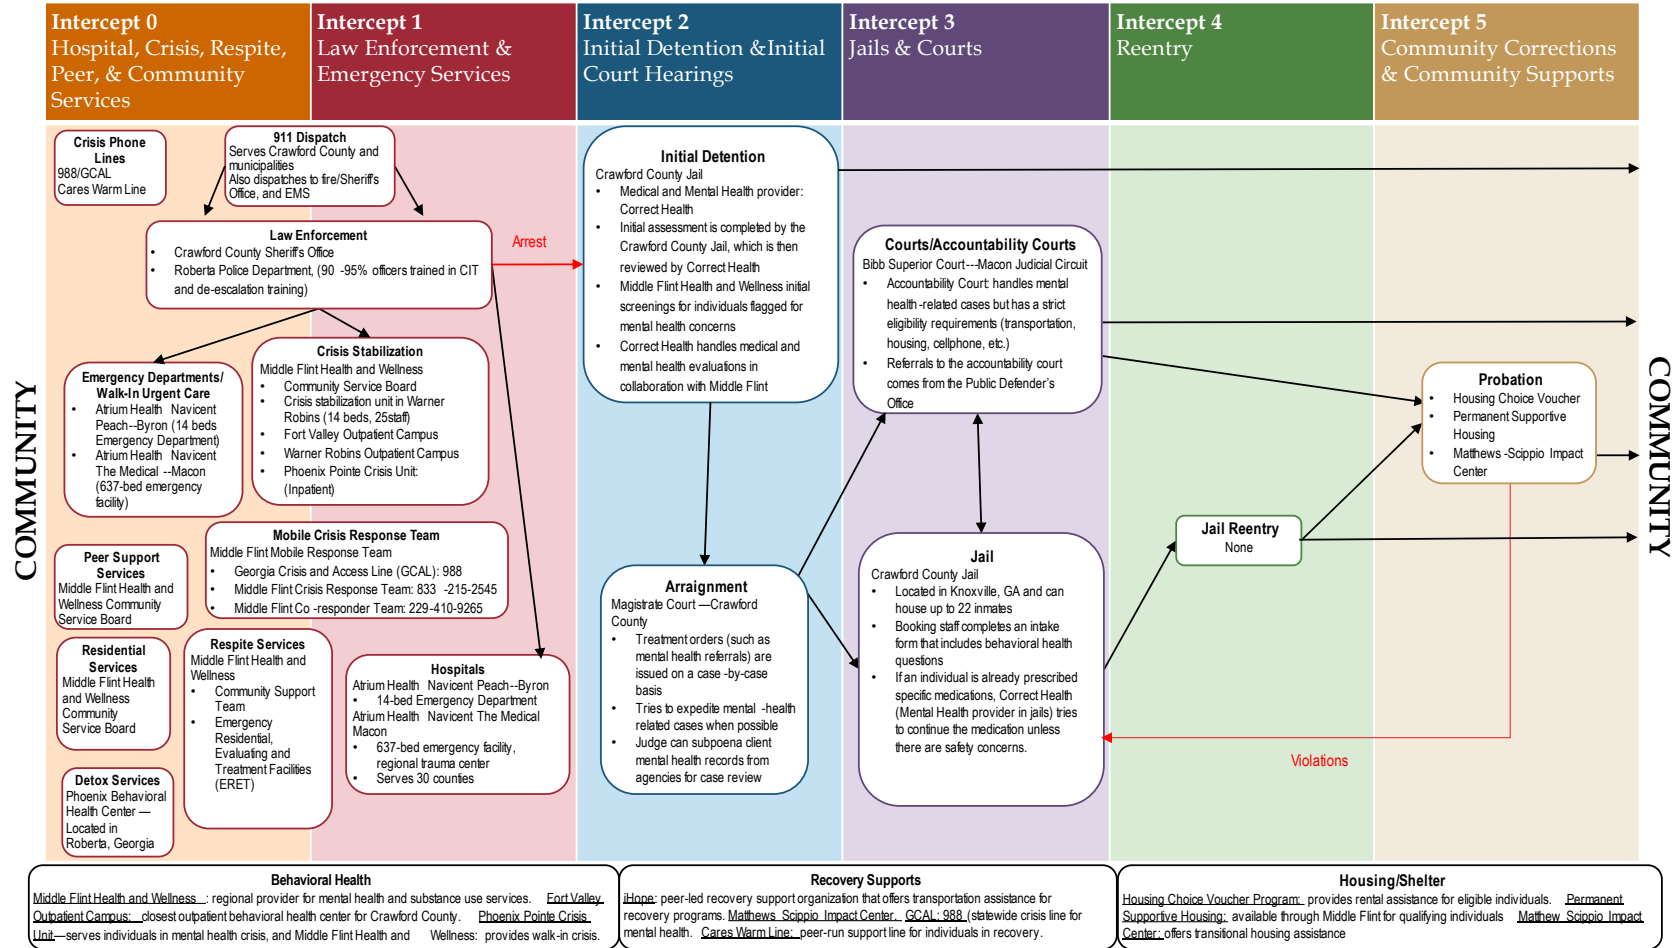 Intercept 0
Hospital, Crisis, Respite,
Peer, & Community
Services
Intercept 1
Law Enforcement &
Emergency Services
Intercept 2
Initial Detention &Initial
Court Hearings
Intercept 3
Jails & Courts
Intercept 4
Reentry
Intercept 5
Community Corrections
& Community Supports
COMMUNITY
Crisis Phone
Lines
988/GCAL
Cares Warm Line
911 Dispatch
Serves Crawford County and
municipalities
Also dispatches to fire/Sheriff's
Office, and EMS
Law Enforcement
• Crawford County Sheriff's Office
• Roberta Police Department, (90 -95% officers trained in CIT
and de-escalation training)
Arrest
Emergency Departments/
Walk-In Urgent Care
• Atrium Health Navicent
Peach--Byron (14 beds
Emergency Department)
• Atrium Health Navicent
The Medical --Macon
(637-bed emergency
facility)
Crisis Stabilization
Middle Flint Health and Wellness
• Community Service Board
• Crisis stabilization unit in Warner
Robins (14 beds, 25staff)
• Fort Valley Outpatient Campus
• Warner Robins Outpatient Campus
• Phoenix Pointe Crisis Unit:
(Inpatient)
Mobile Crisis Response Team
Middle Flint Mobile Response Team
• Georgia Crisis and Access Line (GCAL): 988
• Middle Flint Crisis Response Team: 833 -215-2545
• Middle Flint Co -responder Team: 229-410-9265
Peer Support
Services
Middle Flint Health and
Wellness Community
Service Board
Residential
Services
Middle Flint Health
and Wellness
Community
Service Board
Detox Services
Phoenix Behavioral
Health Center —
Located in
Roberta, Georgia
Respite Services
Middle Flint Health and
Wellness
• Community Support
Team
• Emergency
Residential,
Evaluating and
Treatment Facilities
(ERET)
Hospitals
Atrium Health Navicent Peach--Byron
• 14-bed Emergency Department
Atrium Health Navicent The Medical
Macon
• 637-bed emergency facility,
regional trauma center
• Serves 30 counties
Initial Detention
Crawford County Jail
• Medical and Mental Health provider:
Correct Health
• Initial assessment is completed by the
Crawford County Jail, which is then
reviewed by Correct Health
• Middle Flint Health and Wellness initial
screenings for individuals flagged for
mental health concerns
• Correct Health handles medical and
mental health evaluations in
collaboration with Middle Flint
Arraignment
Magistrate Court —Crawford
County
• Treatment orders (such as
mental health referrals) are
issued on a case -by-case
basis
• Tries to expedite mental -health
related cases when possible
• Judge can subpoena client
mental health records from
agencies for case review
Courts/Accountability Courts
Bibb Superior Court---Macon Judicial Circuit
• Accountability Court: handles mental
health -related cases but has a strict
eligibility requirements (transportation,
housing, cellphone, etc.)
• Referrals to the accountability court
comes from the Public Defender's
Office
Jail
Crawford County Jail
• Located in Knoxville, GA and can
house up to 22 inmates
• Booking staff completes an intake
form that includes behavioral health
questions
• If an individual is already prescribed
specific medications, Correct Health
(Mental Health provider in jails) tries
to continue the medication unless
there are safety concerns.
Jail Reentry
None
Probation
• Housing Choice Voucher
• Permanent Supportive
Housing
• Matthews -Scippio Impact
Center
Violations
COMMUNITY
Behavioral Health
Middle Flint Health and Wellness : regional provider for mental health and substance use services. Fort Valley
Outpatient Campus: closest outpatient behavioral health center for Crawford County. Phoenix Pointe Crisis
Unit—serves individuals in mental health crisis, and Middle Flint Health and Wellness: provides walk-in crisis.
Recovery Supports
iHope: peer-led recovery support organization that offers transportation assistance for
recovery programs. Matthews Scippio Impact Center. GCAL: 988 (statewide crisis line for
mental health. Cares Warm Line: peer-run support line for individuals in recovery.
Housing/Shelter
Housing Choice Voucher Program: provides rental assistance for eligible individuals. Permanent
Supportive Housing: available through Middle Flint for qualifying individuals Matthew Scippio Impact
Center: offers transitional housing assistance